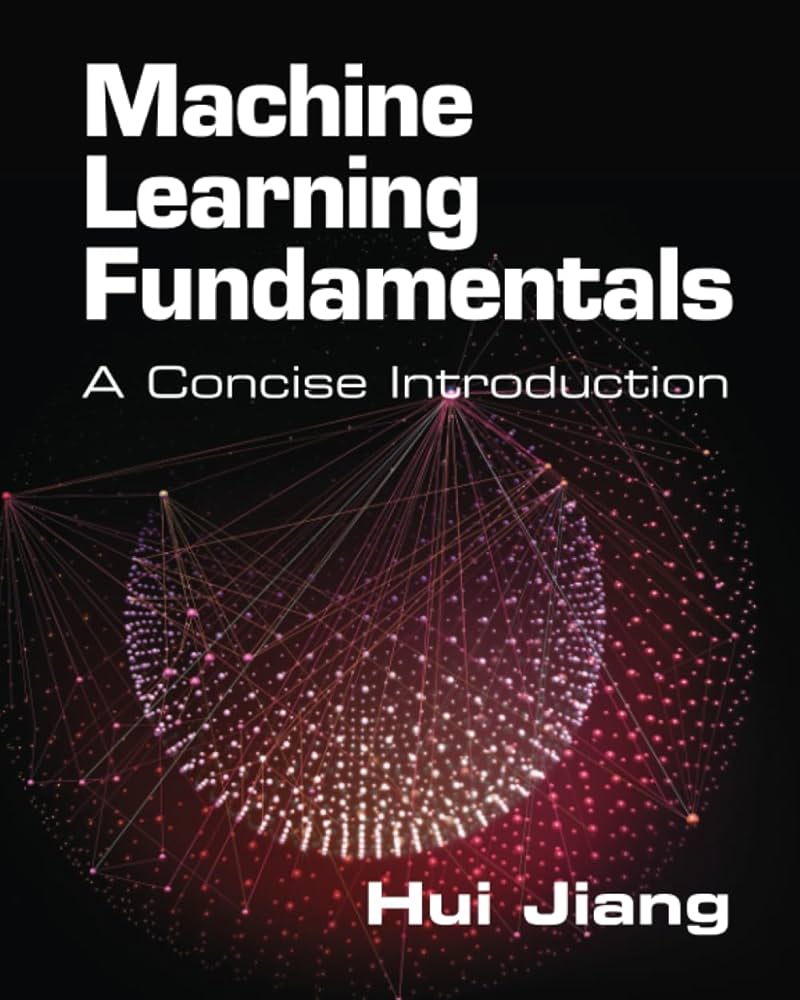 Machine
Learning
Fundamentals
A Concise Introduction
Hui Jiang